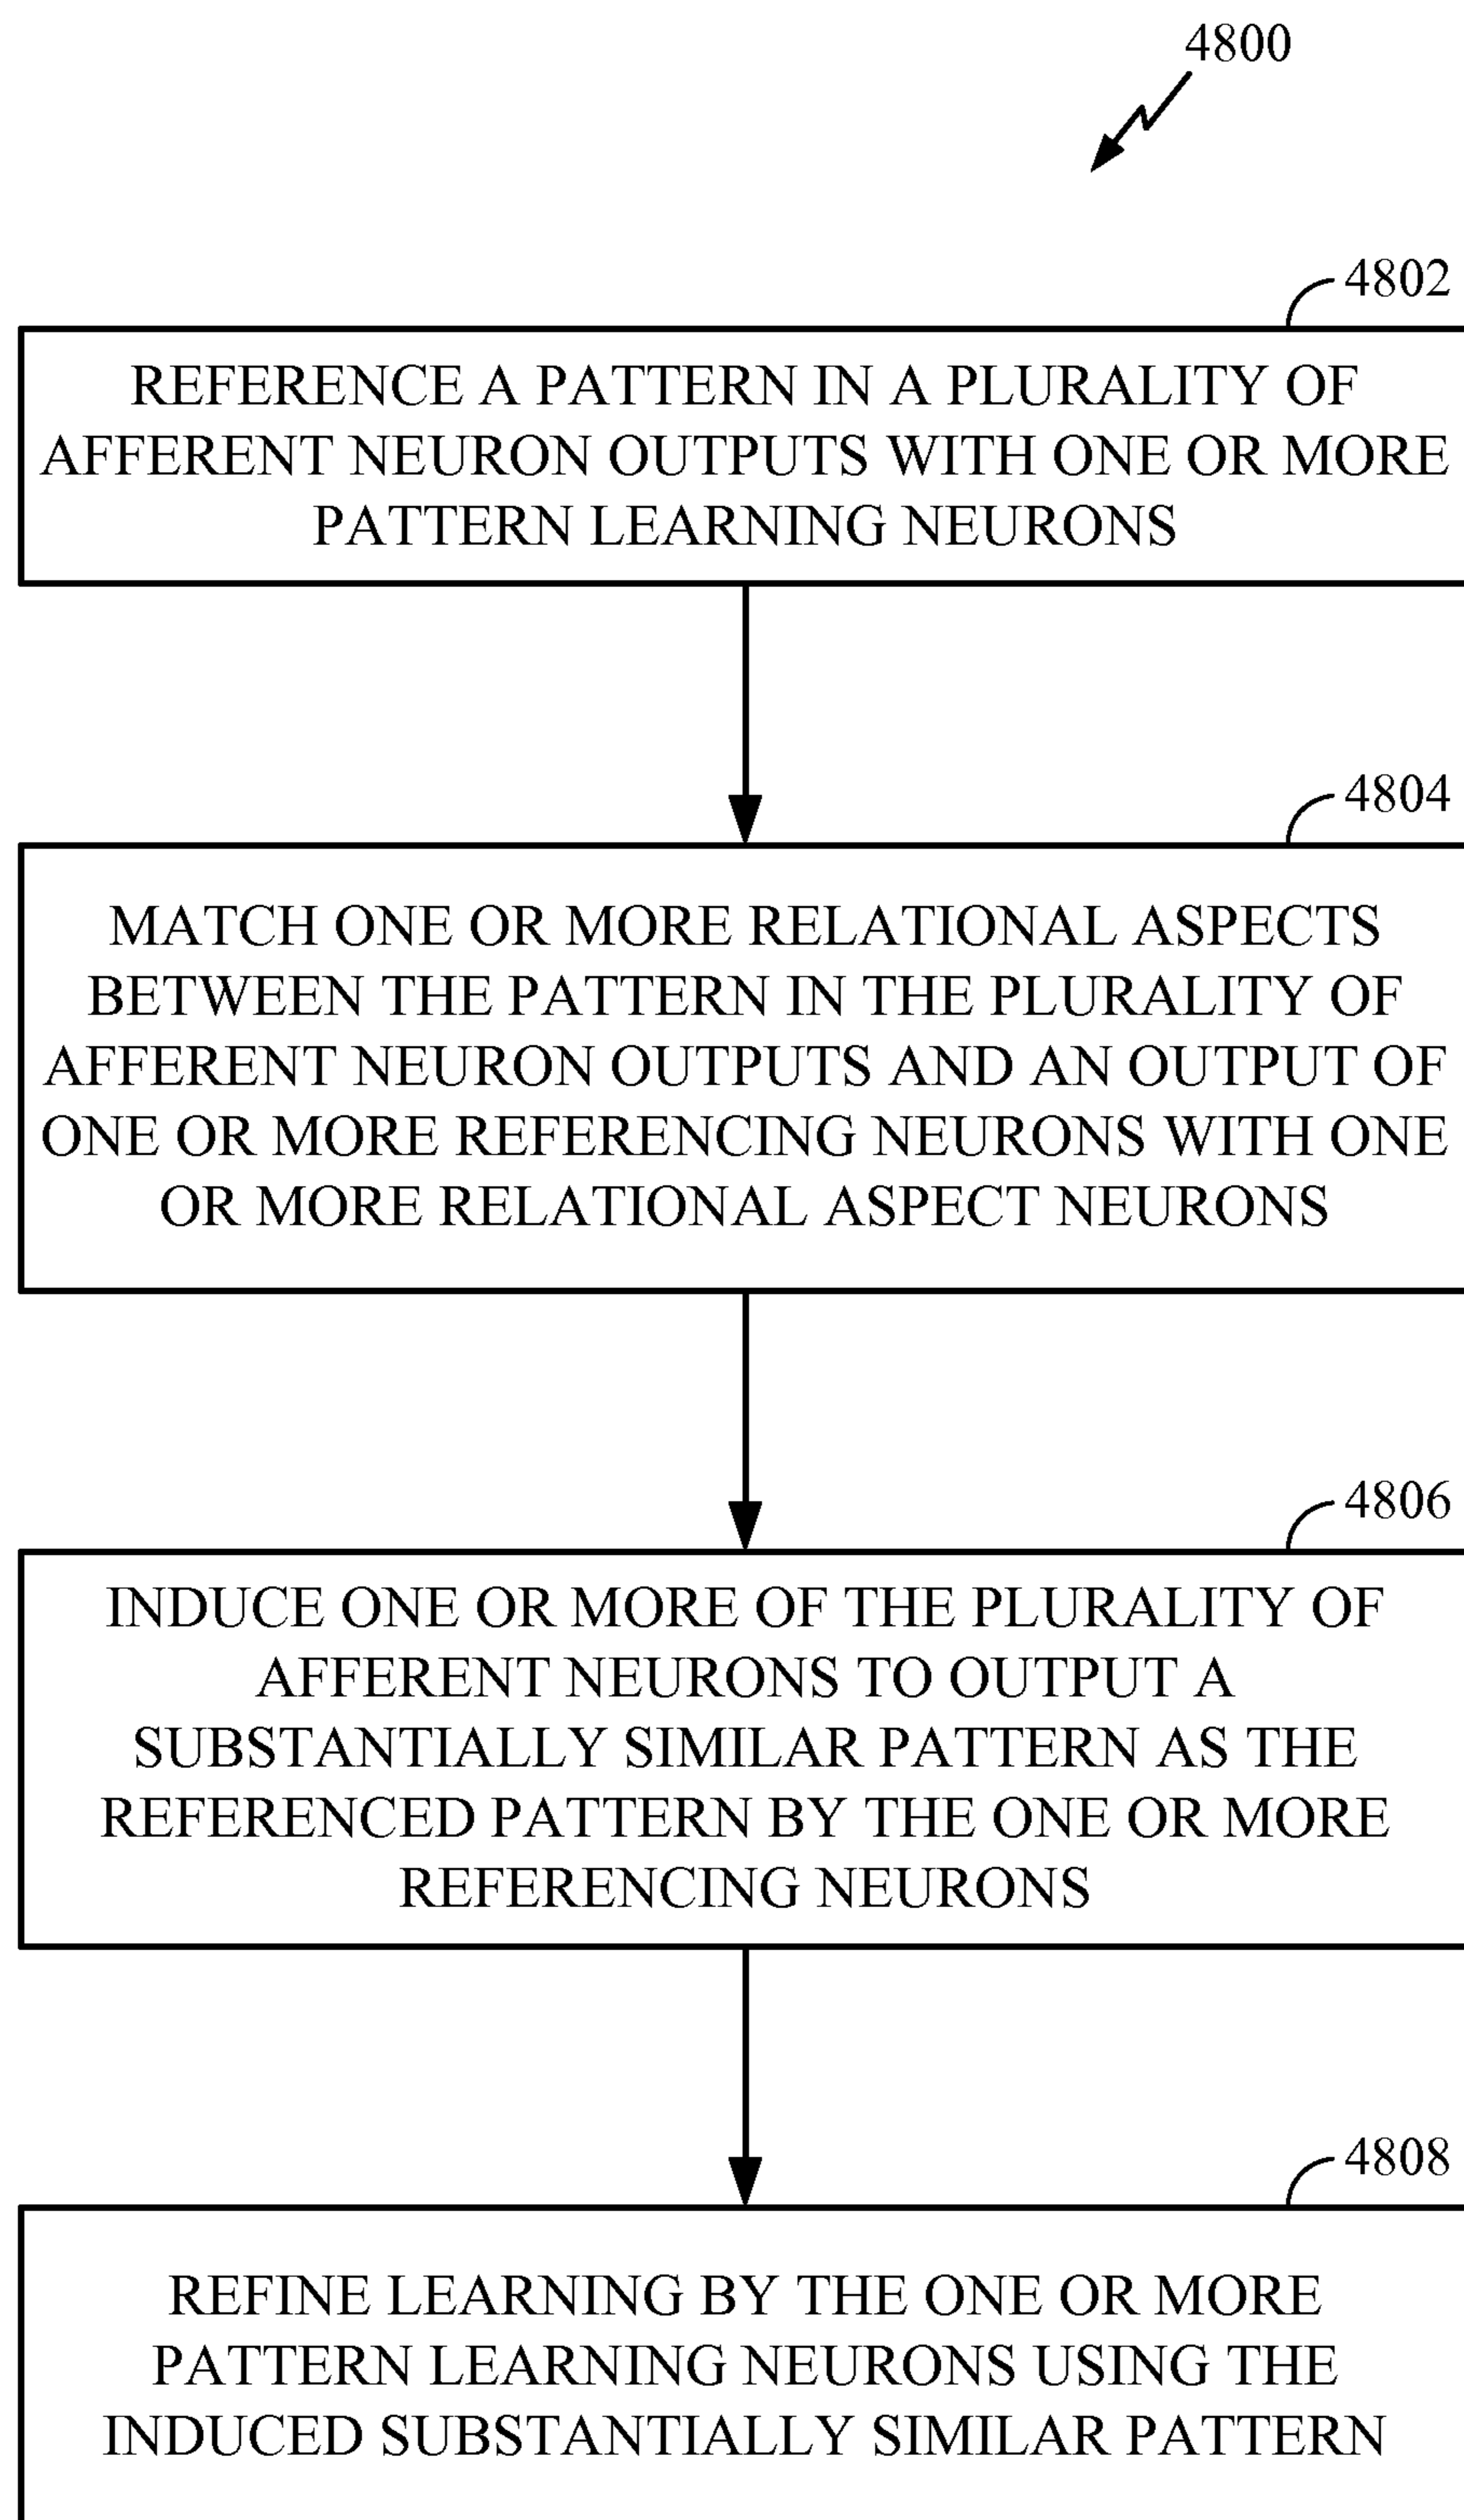 4800
4802
REFERENCE A PATTERN IN A PLURALITY OF
AFFERENT NEURON OUTPUTS WITH ONE OR MORE
PATTERN LEARNING NEURONS
4804
MATCH ONE OR MORE RELATIONAL ASPECTS
BETWEEN THE PATTERN IN THE PLURALITY OF
AFFERENT NEURON OUTPUTS AND AN OUTPUT OF
ONE OR MORE REFERENCING NEURONS WITH ONE
OR MORE RELATIONAL ASPECT NEURONS
4806
INDUCE ONE OR MORE OF THE PLURALITY OF
AFFERENT NEURONS TO OUTPUT A
SUBSTANTIALLY SIMILAR PATTERN AS THE
REFERENCED PATTERN BY THE ONE OR MORE
REFERENCING NEURONS
4808
REFINE LEARNING BY THE ONE OR MORE
PATTERN LEARNING NEURONS USING THE
INDUCED SUBSTANTIALLY SIMILAR PATTERN